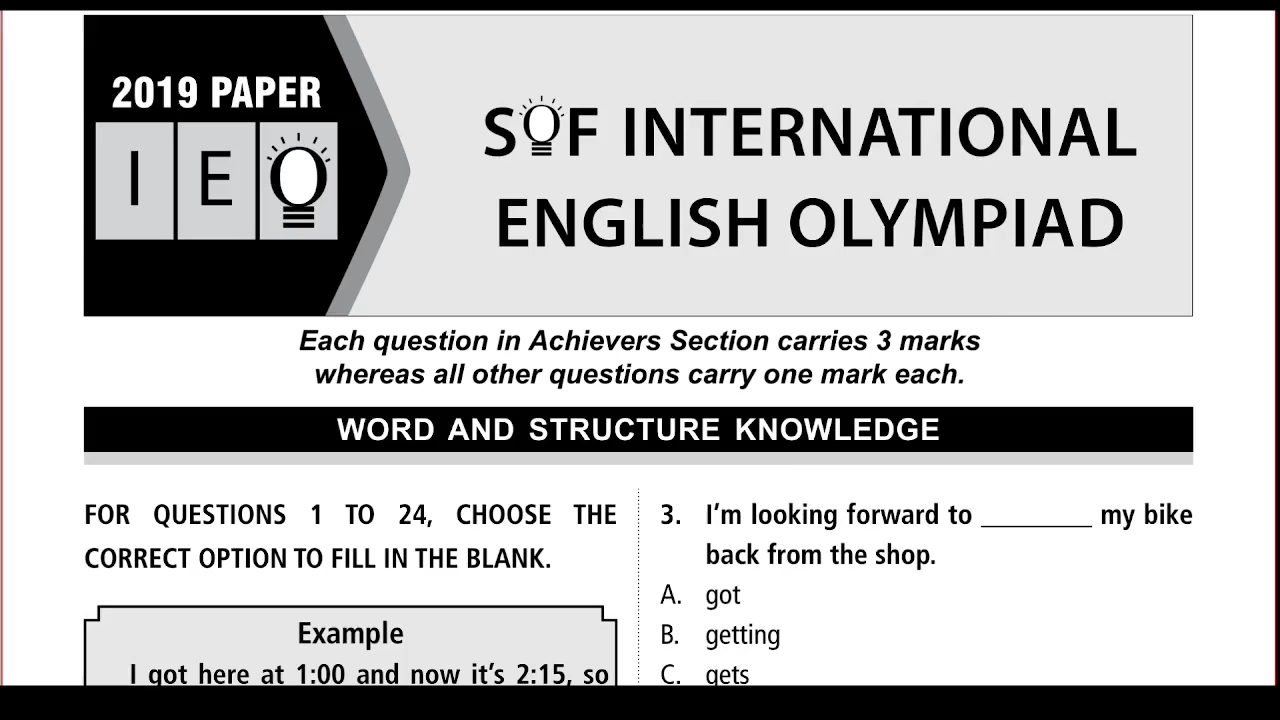 2019 PAPER
I E O
SOF INTERNATIONAL
ENGLISH OLYMPIAD
Each question in Achievers Section carries 3 marks
whereas all other questions carry one mark each.
WORD AND STRUCTURE KNOWLEDGE
FOR QUESTIONS 1 TO 24, CHOOSE THE
CORRECT OPTION TO FILL IN THE BLANK.
Example
I got here at 1:00 and now it's 2:15, so
3. I'm looking forward to ________ my bike
back from the shop.
A. got
B. getting
C. gets